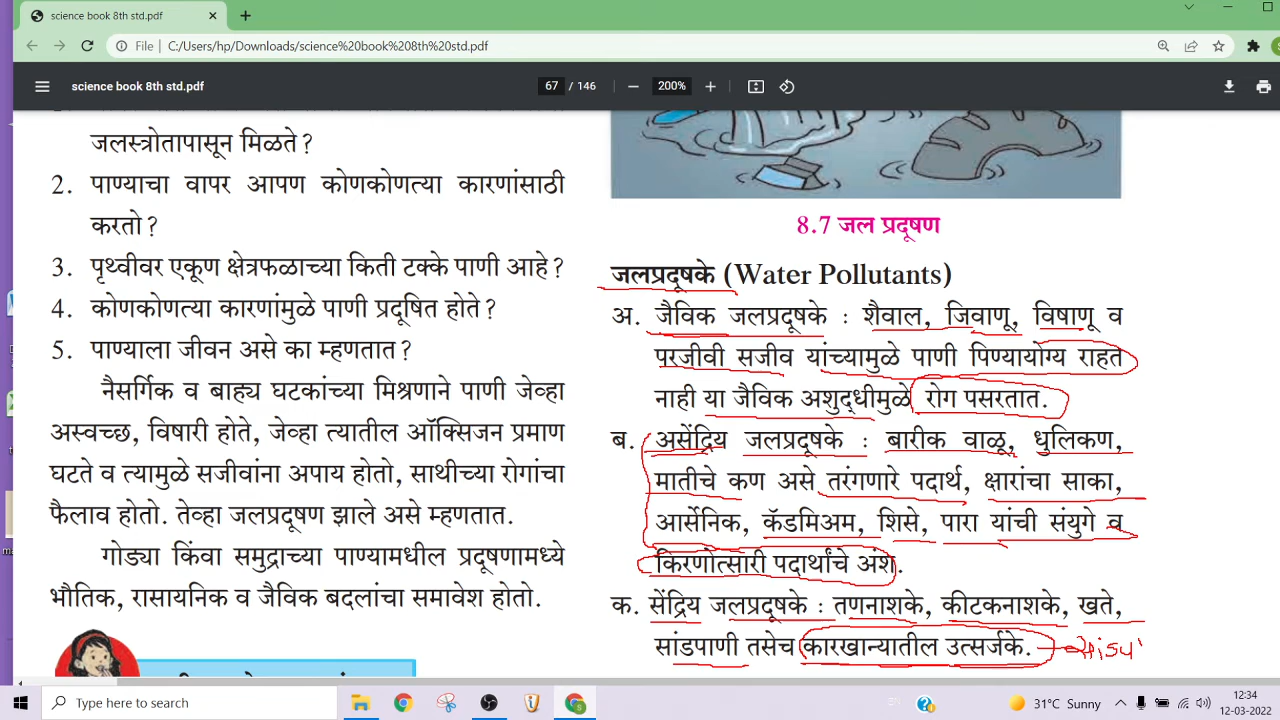 science book 8th std.pdf
File | C:/Users/hp/Downloads/science%20book%208th%20std.pdf
science book 8th std.pdf
67 / 146
200%
जलस्त्रोतापासून मिळते?
2. पाण्याचा वापर आपण कोणकोणत्या कारणांसाठी
करतो?
3. पृथ्वीवर एकूण क्षेत्रफळाच्या किती टक्के पाणी आहे?
4. कोणकोणत्या कारणांमुळे पाणी प्रदूषित होते?
5. पाण्याला जीवन असे का म्हणतात?
नैसर्गिक व बाह्य घटकांच्या मिश्रणाने पाणी जेव्हा
अस्वच्छ, विषारी होते, जेव्हा त्यातील ऑक्सिजन प्रमाण
घटते व त्यामुळे सजीवांना अपाय होतो, साथीच्या रोगांचा
फैलाव होतो. तेव्हा जलप्रदूषण झाले असे म्हणतात.
गोड्या किंवा समुद्राच्या पाण्यामधील प्रदूषणामध्ये
भौतिक, रासायनिक व जैविक बदलांचा समावेश होतो.
8.7 जल प्रदूषण
जलप्रदूषके (Water Pollutants)
अ. जैविक जलप्रदूषके : शैवाल, जिवाणू, विषाणू व
परजीवी सजीव यांच्यामुळे पाणी पिण्यायोग्य राहत
नाही या जैविक अशुद्धीमुळे रोग पसरतात.
ब. असेंद्रिय जलप्रदूषके : बारीक वाळू, धुलिकण,
मातीचे कण असे तरंगणारे पदार्थ, क्षारांचा साका,
आर्सेनिक, कॅडमिअम, शिसे, पारा यांची संयुगे व
किरणोत्सारी पदार्थांचे अंश.
क. सेंद्रिय जलप्रदूषके : तणनाशके, कीटकनाशके, खते,
सांडपाणी तसेच कारखान्यातील उत्सर्जके.
Type here to search
31°C Sunny
12:34
12-03-2022